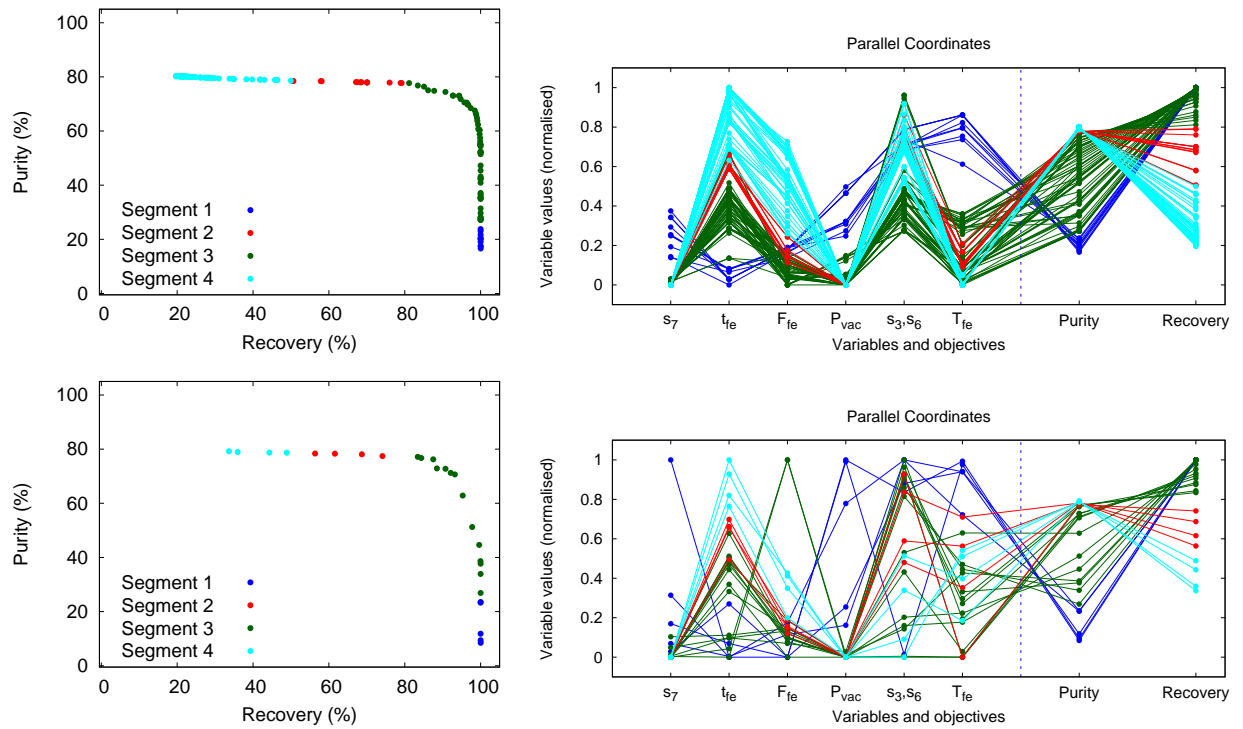 100
80
60
40
20
0
Purity (%)
Segment 1
Segment 2
Segment 3
Segment 4
0 20 40 60 80 100
Recovery (%)
Parallel Coordinates
1
0.8
0.6
0.4
0.2
0
Variable values (normalised)
s7 tfe Ffe Pvac s3,s6 Tfe Purity Recovery
Variables and objectives
100
80
60
40
20
0
Purity (%)
Segment 1
Segment 2
Segment 3
Segment 4
0 20 40 60 80 100
Recovery (%)
Parallel Coordinates
1
0.8
0.6
0.4
0.2
0
Variable values (normalised)
s7 tfe Ffe Pvac s3,s6 Tfe Purity Recovery
Variables and objectives